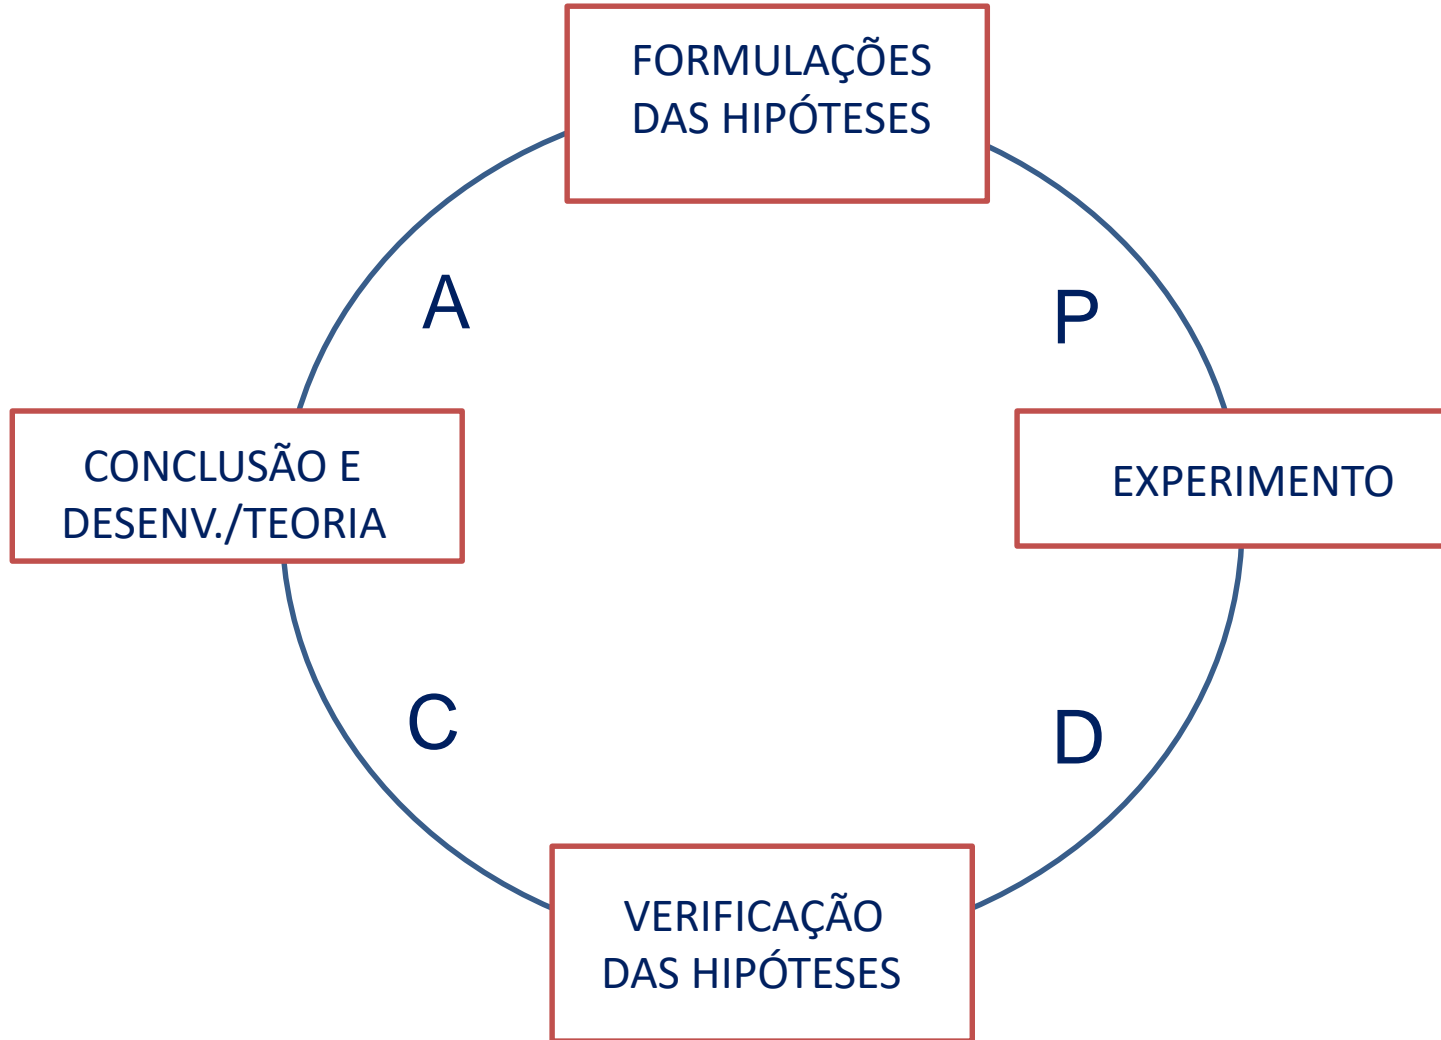 FORMULAÇÕES
DAS HIPÓTESES
A
P
CONCLUSÃO E
DESENV./TEORIA
EXPERIMENTO
C
D
VERIFICAÇÃO
DAS HIPÓTESES